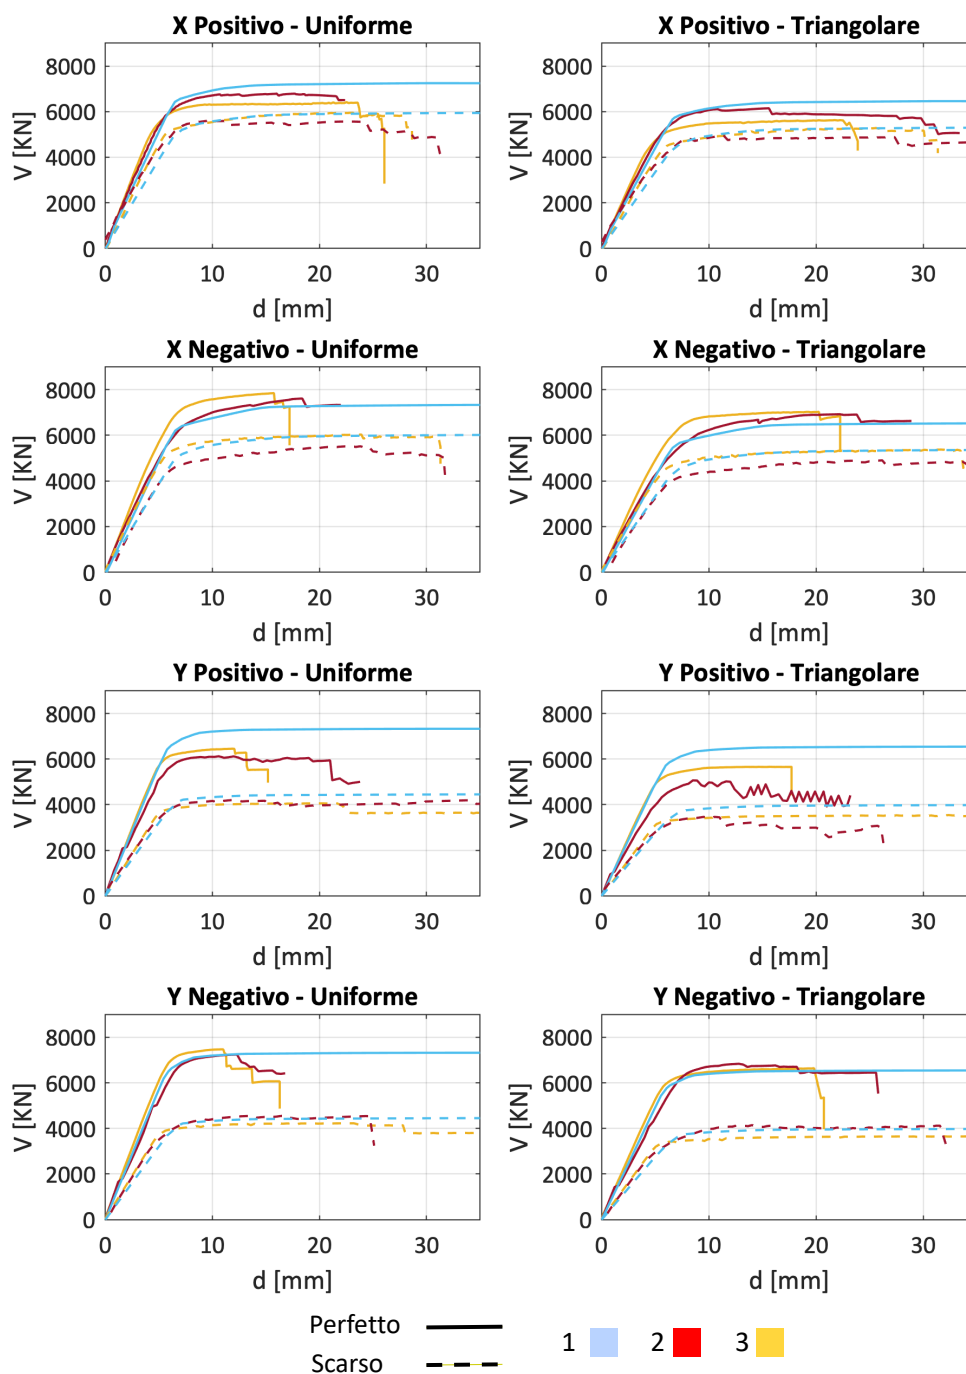 X Positivo - Uniforme
X Positivo - Triangolare
V [KN]
8000
6000
4000
2000
0
0 10 20 30
d [mm]
V [KN]
8000
6000
4000
2000
0
0 10 20 30
d [mm]
X Negativo - Uniforme
X Negativo - Triangolare
V [KN]
8000
6000
4000
2000
0
0 10 20 30
d [mm]
V [KN]
8000
6000
4000
2000
0
0 10 20 30
d [mm]
Y Positivo - Uniforme
Y Positivo - Triangolare
V [KN]
8000
6000
4000
2000
0
0 10 20 30
d [mm]
V [KN]
8000
6000
4000
2000
0
0 10 20 30
d [mm]
Y Negativo - Uniforme
Y Negativo - Triangolare
V [KN]
8000
6000
4000
2000
0
0 10 20 30
d [mm]
V [KN]
8000
6000
4000
2000
0
0 10 20 30
d [mm]
Perfetto
Scarso
1 2 3